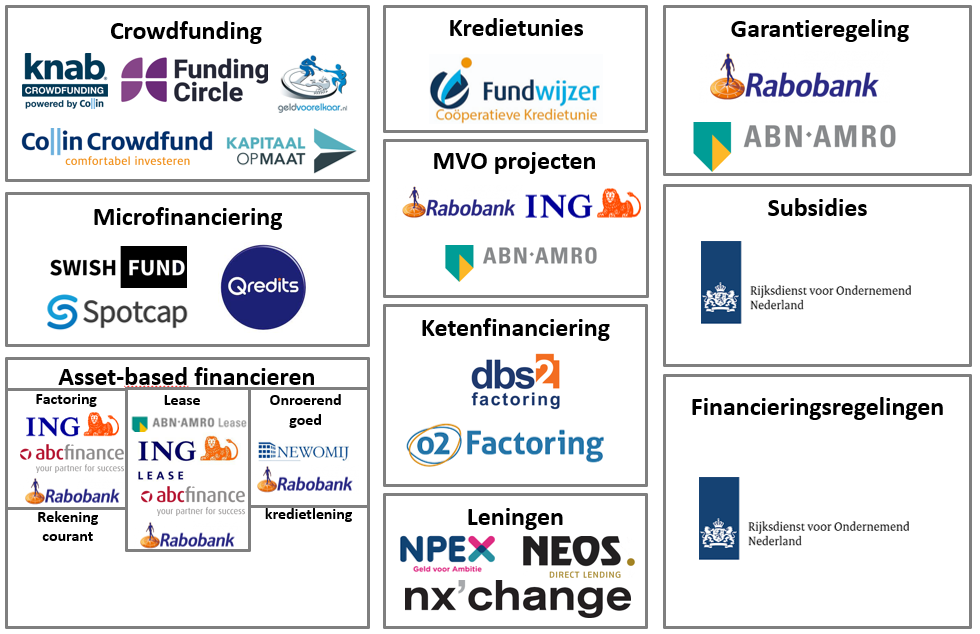 Crowdfunding
knab.
CROWDFUNDING
powered by Collin
Funding
Circle
geldvoorelkaar.nl
Collin Crowdfund
comfortabel investeren
KAPITAAL
OPMAAT
Microfinanciering
SWISH FUND
Spotcap
Qredits
Asset-based financieren
Factoring
ING
abcfinance
your partner for success
Rabobank
Rekening
courant
Lease
ABN·AMRO Lease
ING
LEASE
abcfinance
your partner for success
Rabobank
Onroerend
goed
NEWOMIJ
Rabobank
kredietlening
Kredietunies
Fundwijzer
Coöperatieve Kredietunie
MVO projecten
Rabobank ING
ABN·AMRO
Ketenfinanciering
dbs2
factoring
o2 Factoring
Leningen
NPEX
Geld voor Ambitie
NEOS.
DIRECT LENDING
nx'change
Garantieregeling
Rabobank
ABN·AMRO
Subsidies
Rijksdienst voor Ondernemend
Nederland
Financieringsregelingen
Rijksdienst voor Ondernemend
Nederland